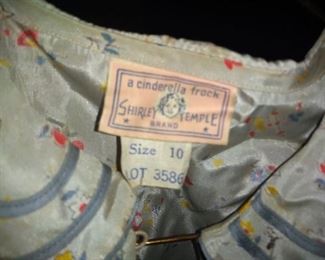 a cinderella frock
SHIRLEY TEMPLE
BRAND
Size 10
LOT 3586